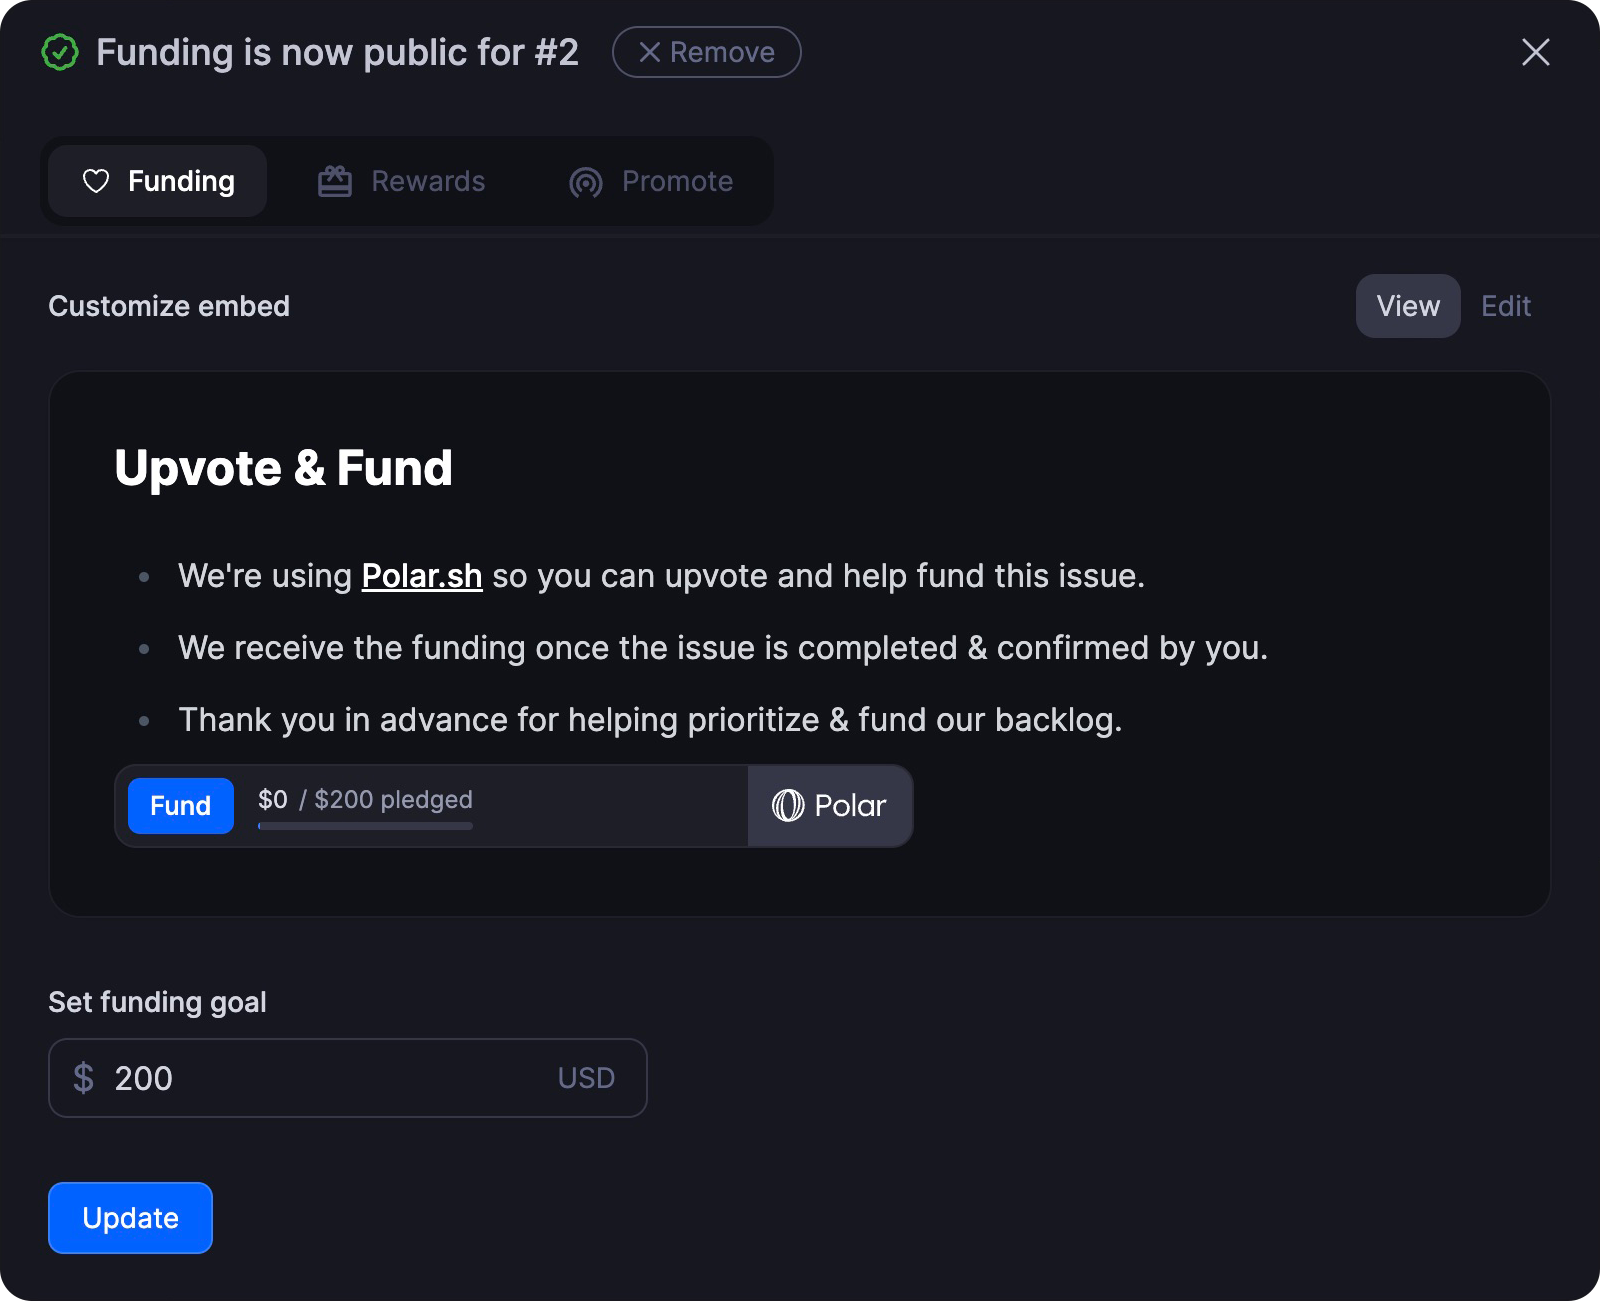 Funding is now public for #2
Remove
Funding
Rewards
Promote
Customize embed
View
Edit
Upvote & Fund
We're using Polar.sh so you can upvote and help fund this issue.
We receive the funding once the issue is completed & confirmed by you.
Thank you in advance for helping prioritize & fund our backlog.
Fund
$0 / $200 pledged
Polar
Set funding goal
$ 200 USD
Update